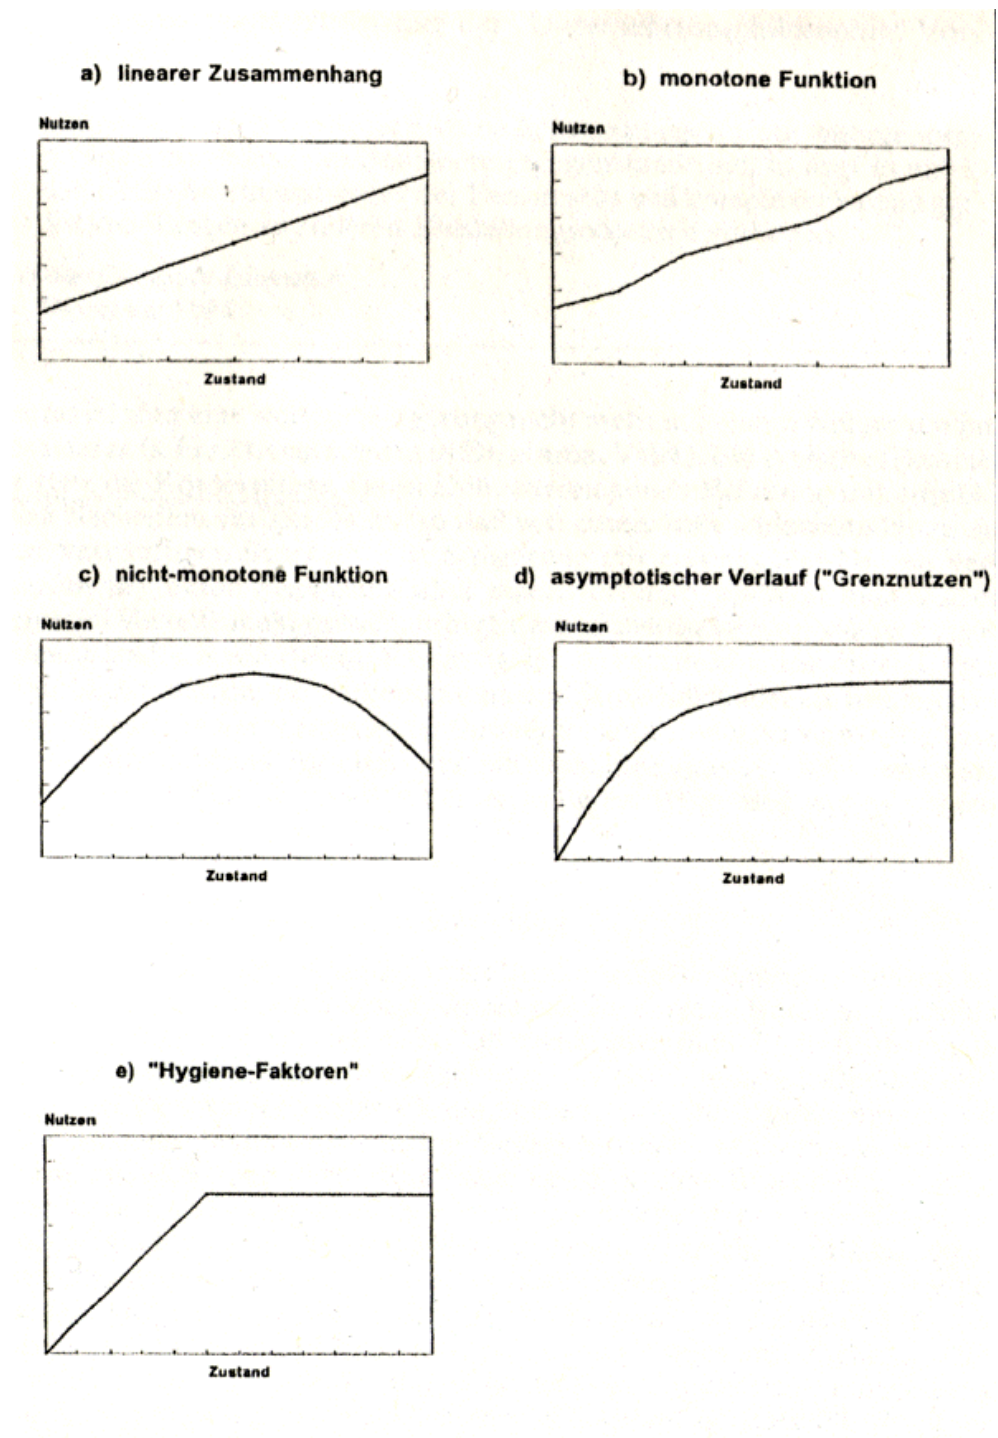 a) linearer Zusammenhang
Nutzen
Zustand
b) monotone Funktion
Nutzen
Zustand
c) nicht-monotone Funktion
Nutzen
Zustand
d) asymptotischer Verlauf ("Grenznutzen")
Nutzen
Zustand
e) "Hygiene-Faktoren"
Nutzen
Zustand